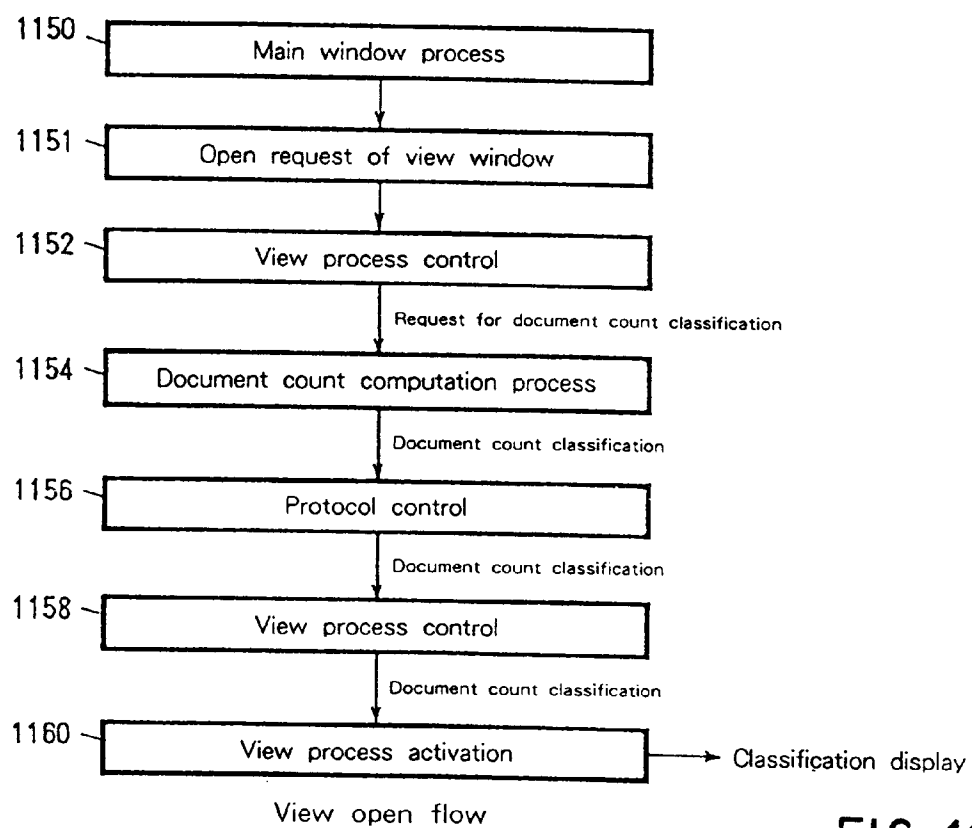 1150
Main window process
1151
Open request of view window
1152
View process control
Request for document count classification
1154
Document count computation process
Document count classification
1156
Protocol control
Document count classification
1158
View process control
Document count classification
1160
View process activation
Classification display
View open flow